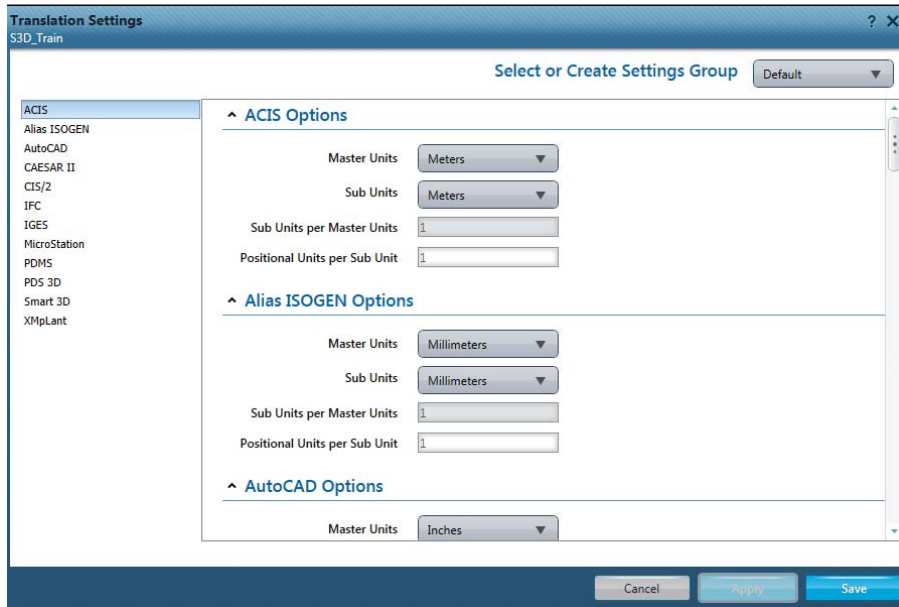 Translation Settings
? X
S3D_Train
Select or Create Settings Group Default
ACIS
Alias ISOGEN
AutoCAD
CAESAR II
CIS/2
IFC
IGES
MicroStation
PDMS
PDS 3D
Smart 3D
XMpLant
ACIS Options
Master Units Meters
Sub Units Meters
Sub Units per Master Units 1
Positional Units per Sub Unit 1
Alias ISOGEN Options
Master Units Millimeters
Sub Units Millimeters
Sub Units per Master Units 1
Positional Units per Sub Unit 1
AutoCAD Options
Master Units Inches
Cancel Apply Save